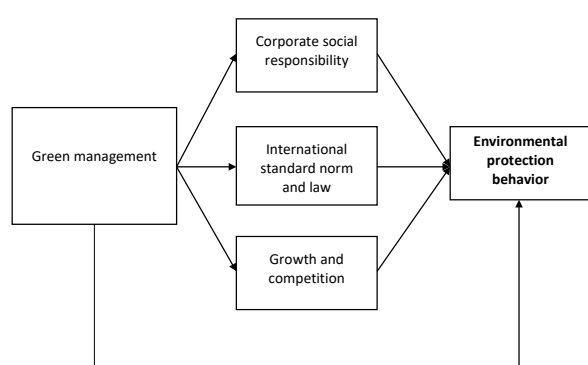 Corporate social
responsibility
Green management
International
standard norm
and law
Environmental
protection
behavior
Growth and
competition